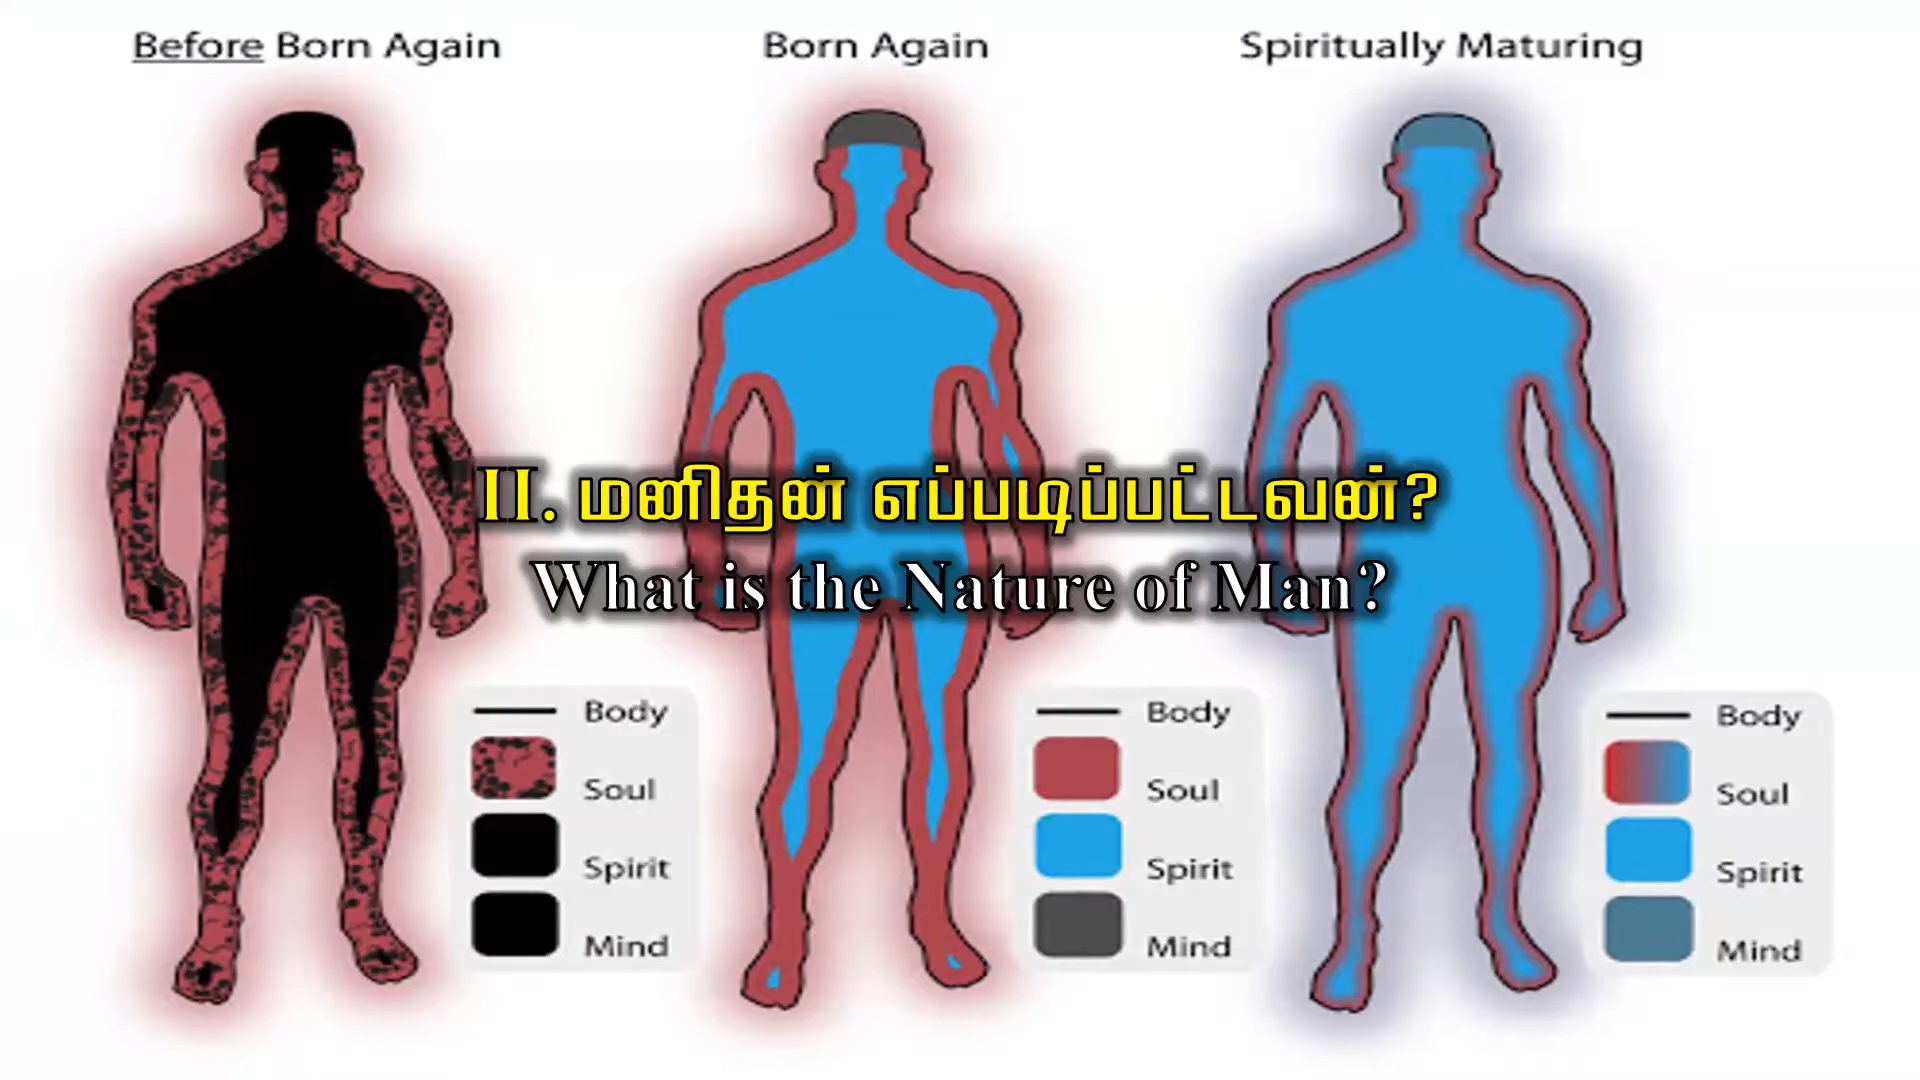 Before Born Again
Born Again
Spiritually Maturing
II. மனிதன் எப்படிப்பட்டவன்?
What is the Nature of Man?
Body
Soul
Spirit
Mind
Body
Soul
Spirit
Mind
Body
Soul
Spirit
Mind